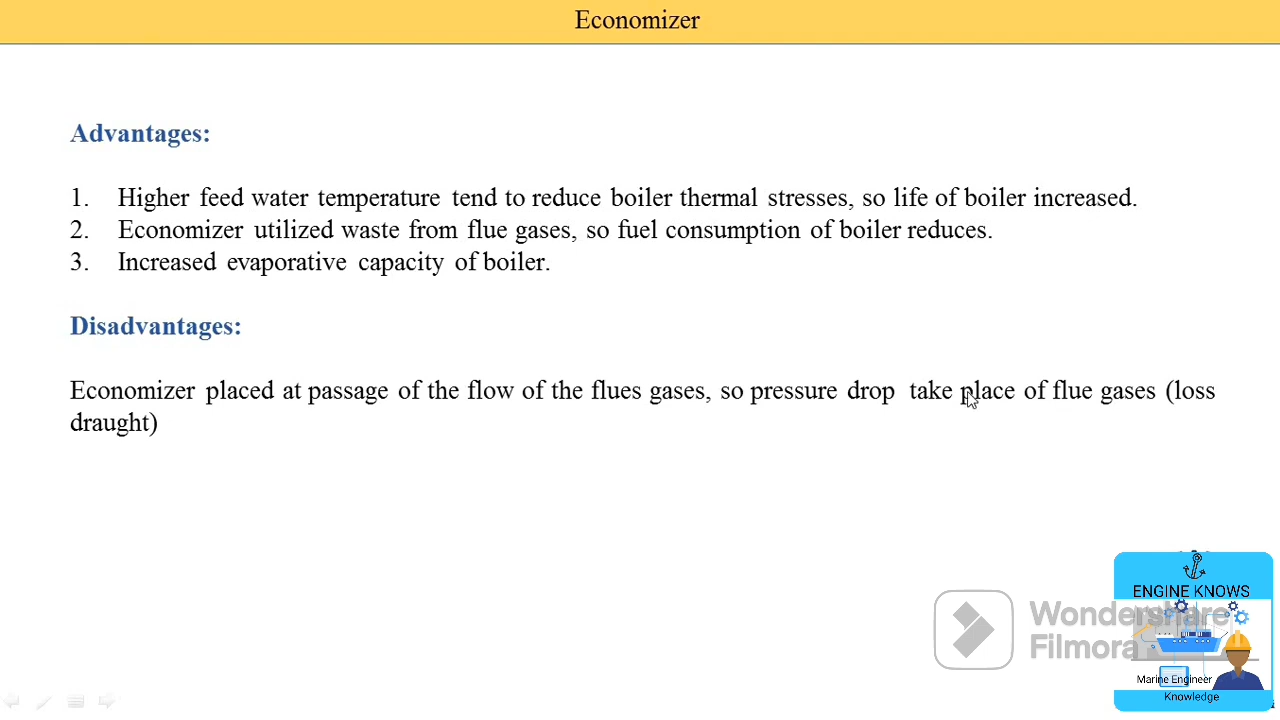 Economizer
Advantages:
1. Higher feed water temperature tend to reduce boiler thermal stresses, so life of boiler increased.
2. Economizer utilized waste from flue gases, so fuel consumption of boiler reduces.
3. Increased evaporative capacity of boiler.
Disadvantages:
Economizer placed at passage of the flow of the flues gases, so pressure drop take place of flue gases (loss
draught)
ENGINE KNOWS
Wondershare
Filmora
Marine Engineer
Knowledge